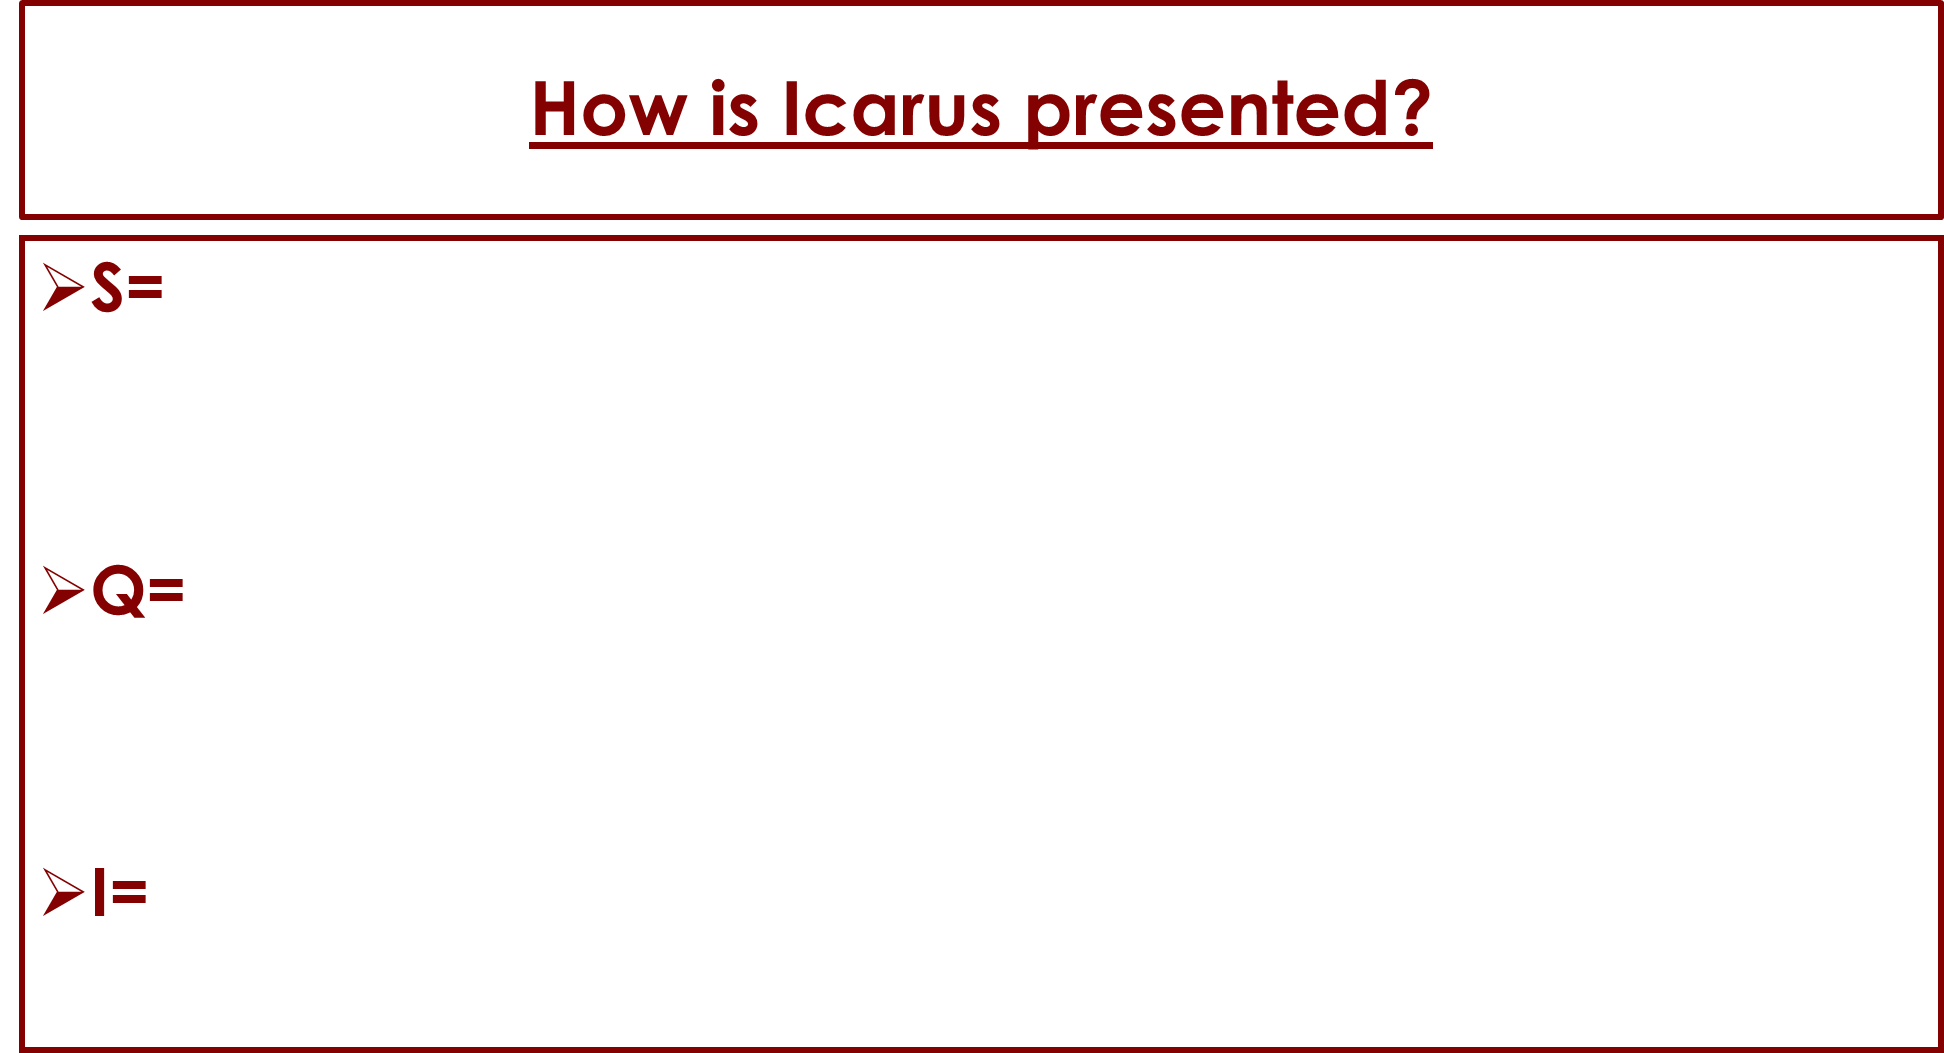 How is Icarus presented?
➢S=
➢Q=
➢I=